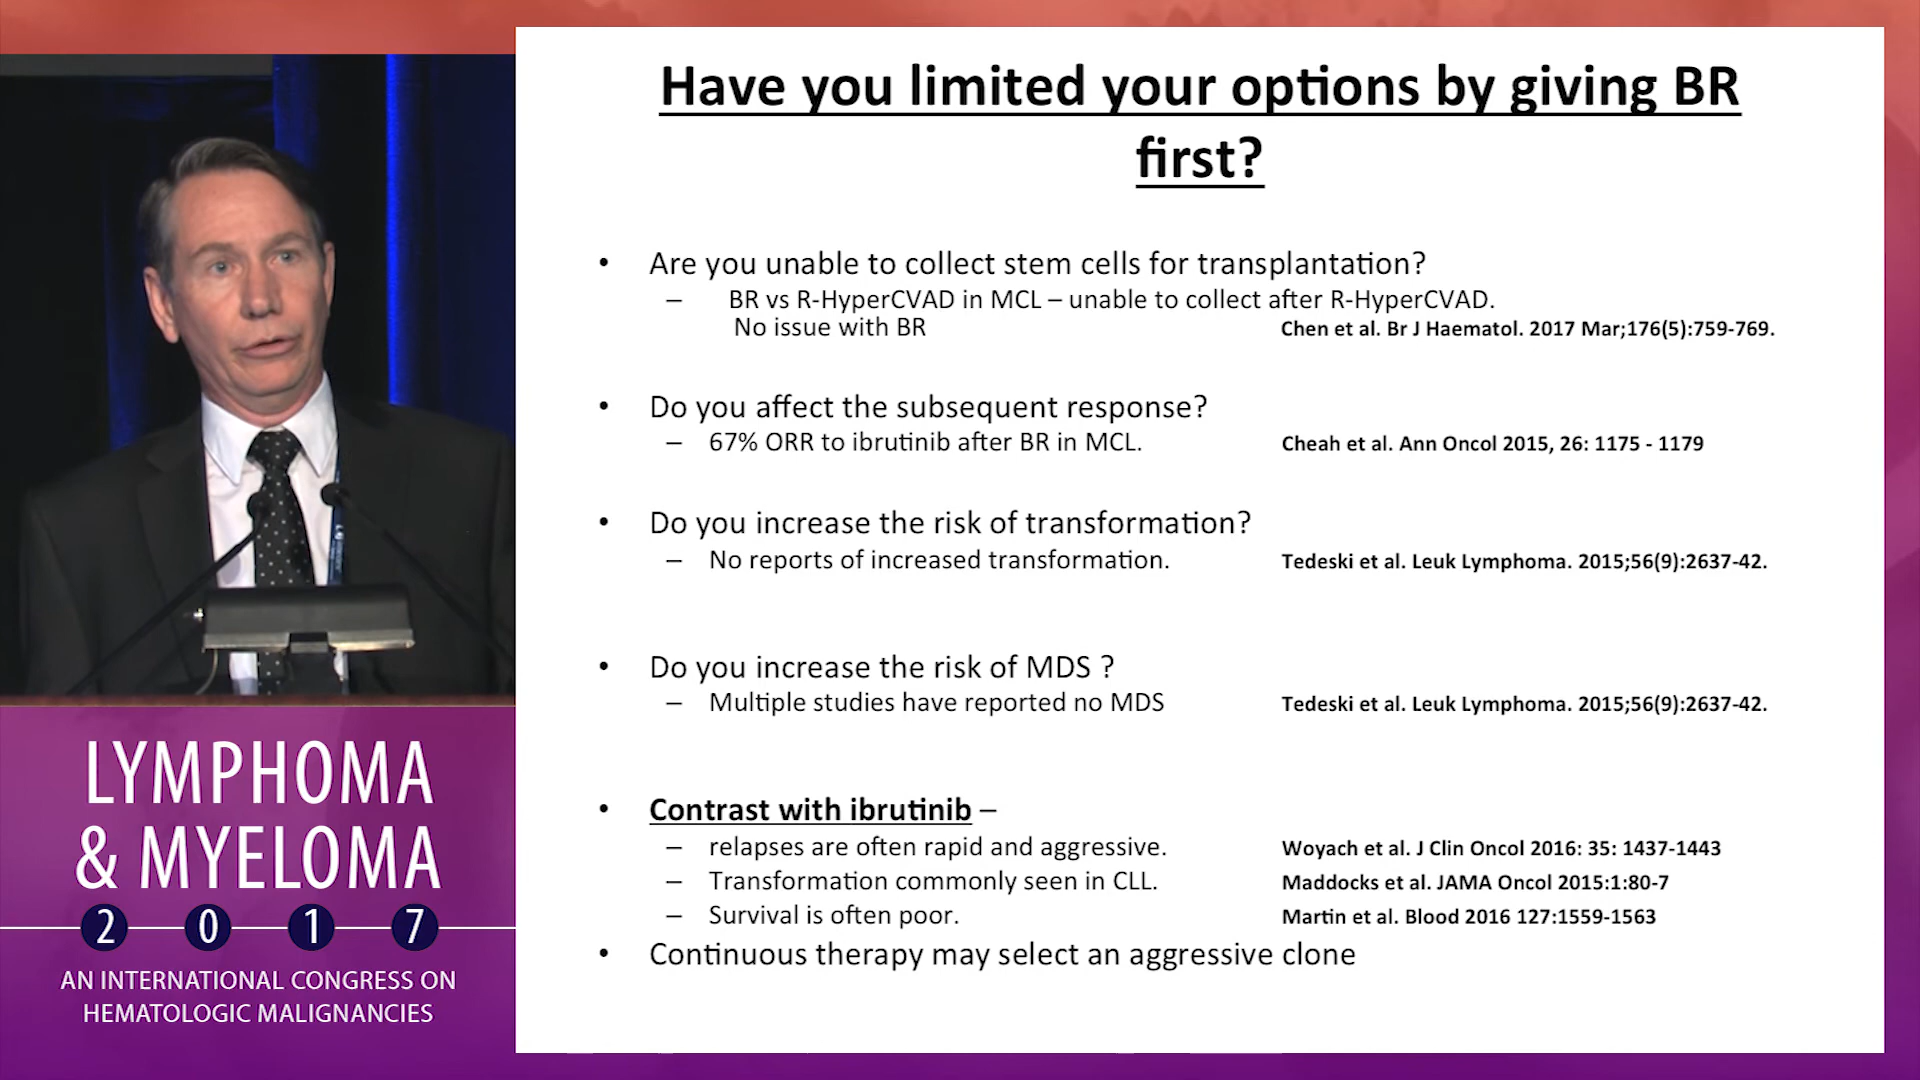 Have you limited your options by giving BR
first?
• Are you unable to collect stem cells for transplantation?
– BR vs R-HyperCVAD in MCL – unable to collect after R-HyperCVAD.
No issue with BR Chen et al. Br J Haematol. 2017 Mar;176(5):759-769.
• Do you affect the subsequent response?
– 67% ORR to ibrutinib after BR in MCL. Cheah et al. Ann Oncol 2015, 26: 1175 - 1179
• Do you increase the risk of transformation?
– No reports of increased transformation. Tedeski et al. Leuk Lymphoma. 2015;56(9):2637-42.
• Do you increase the risk of MDS ?
– Multiple studies have reported no MDS Tedeski et al. Leuk Lymphoma. 2015;56(9):2637-42.
• Contrast with ibrutinib –
– relapses are often rapid and aggressive. Woyach et al. J Clin Oncol 2016: 35: 1437-1443
– Transformation commonly seen in CLL. Maddocks et al. JAMA Oncol 2015:1:80-7
– Survival is often poor. Martin et al. Blood 2016 127:1559-1563
• Continuous therapy may select an aggressive clone
LYMPHOMA
& MYELOMA
2 0 1 7
AN INTERNATIONAL CONGRESS ON
HEMATOLOGIC MALIGNANCIES